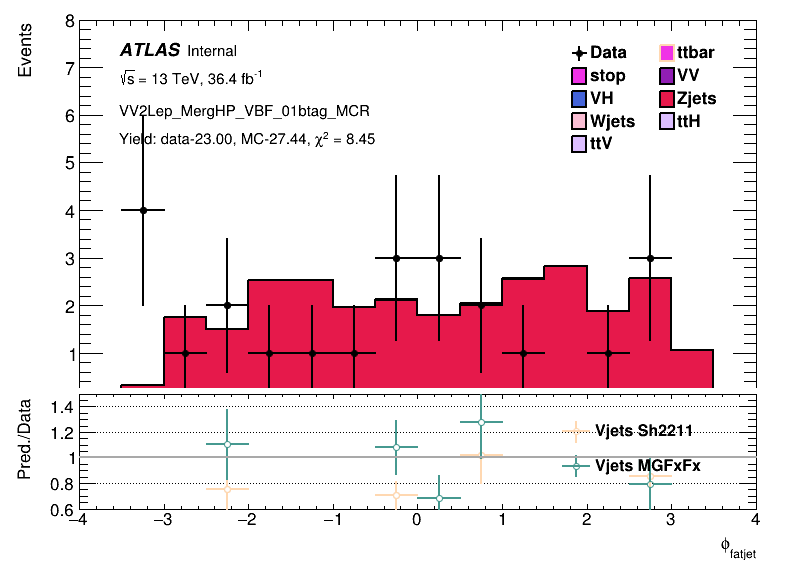 Events
8
7
6
5
4
3
2
1
ATLAS Internal
√s = 13 TeV, 36.4 fb⁻¹
VV2Lep_MergHP_VBF_01btag_MCR
Yield: data-23.00, MC-27.44, χ² = 8.45
Data
ttbar
stop
VV
VH
Zjets
Wjets
ttH
ttV
Pred./Data
1.4
1.2
1
0.8
0.6
Vjets Sh2211
Vjets MGFxFx
−4 −3 −2 −1 0 1 2 3 4
ϕfatjet